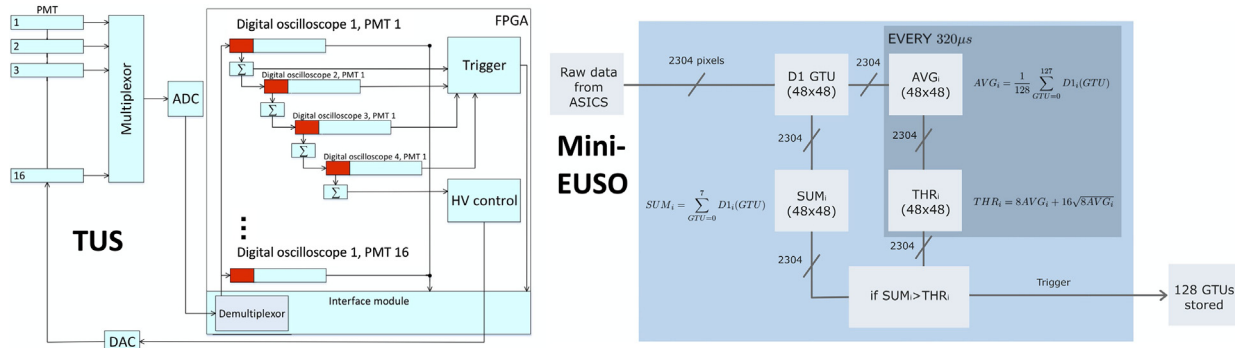 PMT
1
2
3
16
Multiplexor
ADC
DAC
TUS
FPGA
Digital oscilloscope 1, PMT 1
Σ
Digital oscilloscope 2, PMT 1
Σ
Digital oscilloscope 3, PMT 1
Σ
Digital oscilloscope 4, PMT 1
Σ
Trigger
HV control
⋮
Digital oscilloscope 1, PMT 16
Interface module
Demultiplexor
Mini-
EUSO
Raw data
from
ASICS
2304 pixels
D1 GTU
(48x48)
2304
EVERY 320μs
AVGᵢ
(48x48)
AVGᵢ = 1/128 ∑_{GTU=0}^{127} D1ᵢ(GTU)
2304
2304
SUMᵢ = ∑_{GTU=0}^{7} D1ᵢ(GTU)
SUMᵢ
(48x48)
THRᵢ
(48x48)
THRᵢ = 8AVGᵢ + 16√8AVGᵢ
2304
2304
if SUMᵢ>THRᵢ
Trigger
128 GTUs
stored